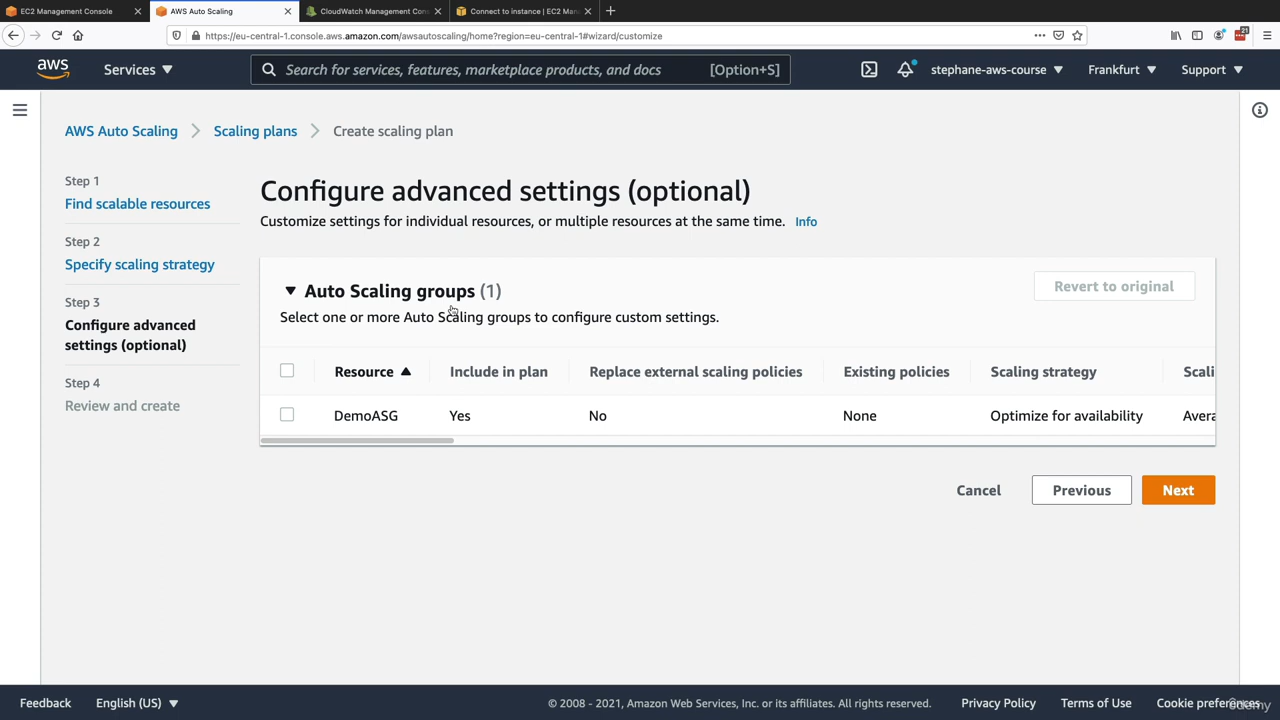 EC2 Management Console
AWS Auto Scaling
CloudWatch Management Con
Connect to instance | EC2 Man
https://eu-central-1.console.aws.amazon.com/awsautoscaling/home?region=eu-central-1#wizard/customize
21
aws
Services
Search for services, features, marketplace products, and docs
[Option+S]
stephane-aws-course
Frankfurt
Support
AWS Auto Scaling
Scaling plans
Create scaling plan
Step 1
Find scalable resources
Step 2
Specify scaling strategy
Step 3
Configure advanced
settings (optional)
Step 4
Review and create
Configure advanced settings (optional)
Customize settings for individual resources, or multiple resources at the same time. Info
Auto Scaling groups (1)
Revert to original
Select one or more Auto Scaling groups to configure custom settings.
Resource Include in plan Replace external scaling policies Existing policies Scaling strategy Scali
DemoASG Yes No None Optimize for availability Avera
Cancel Previous Next
Feedback English (US) © 2008 - 2021, Amazon Web Services, Inc. or its affiliates. All rights reserved. Privacy Policy Terms of Use Cookie preferences
Udemy